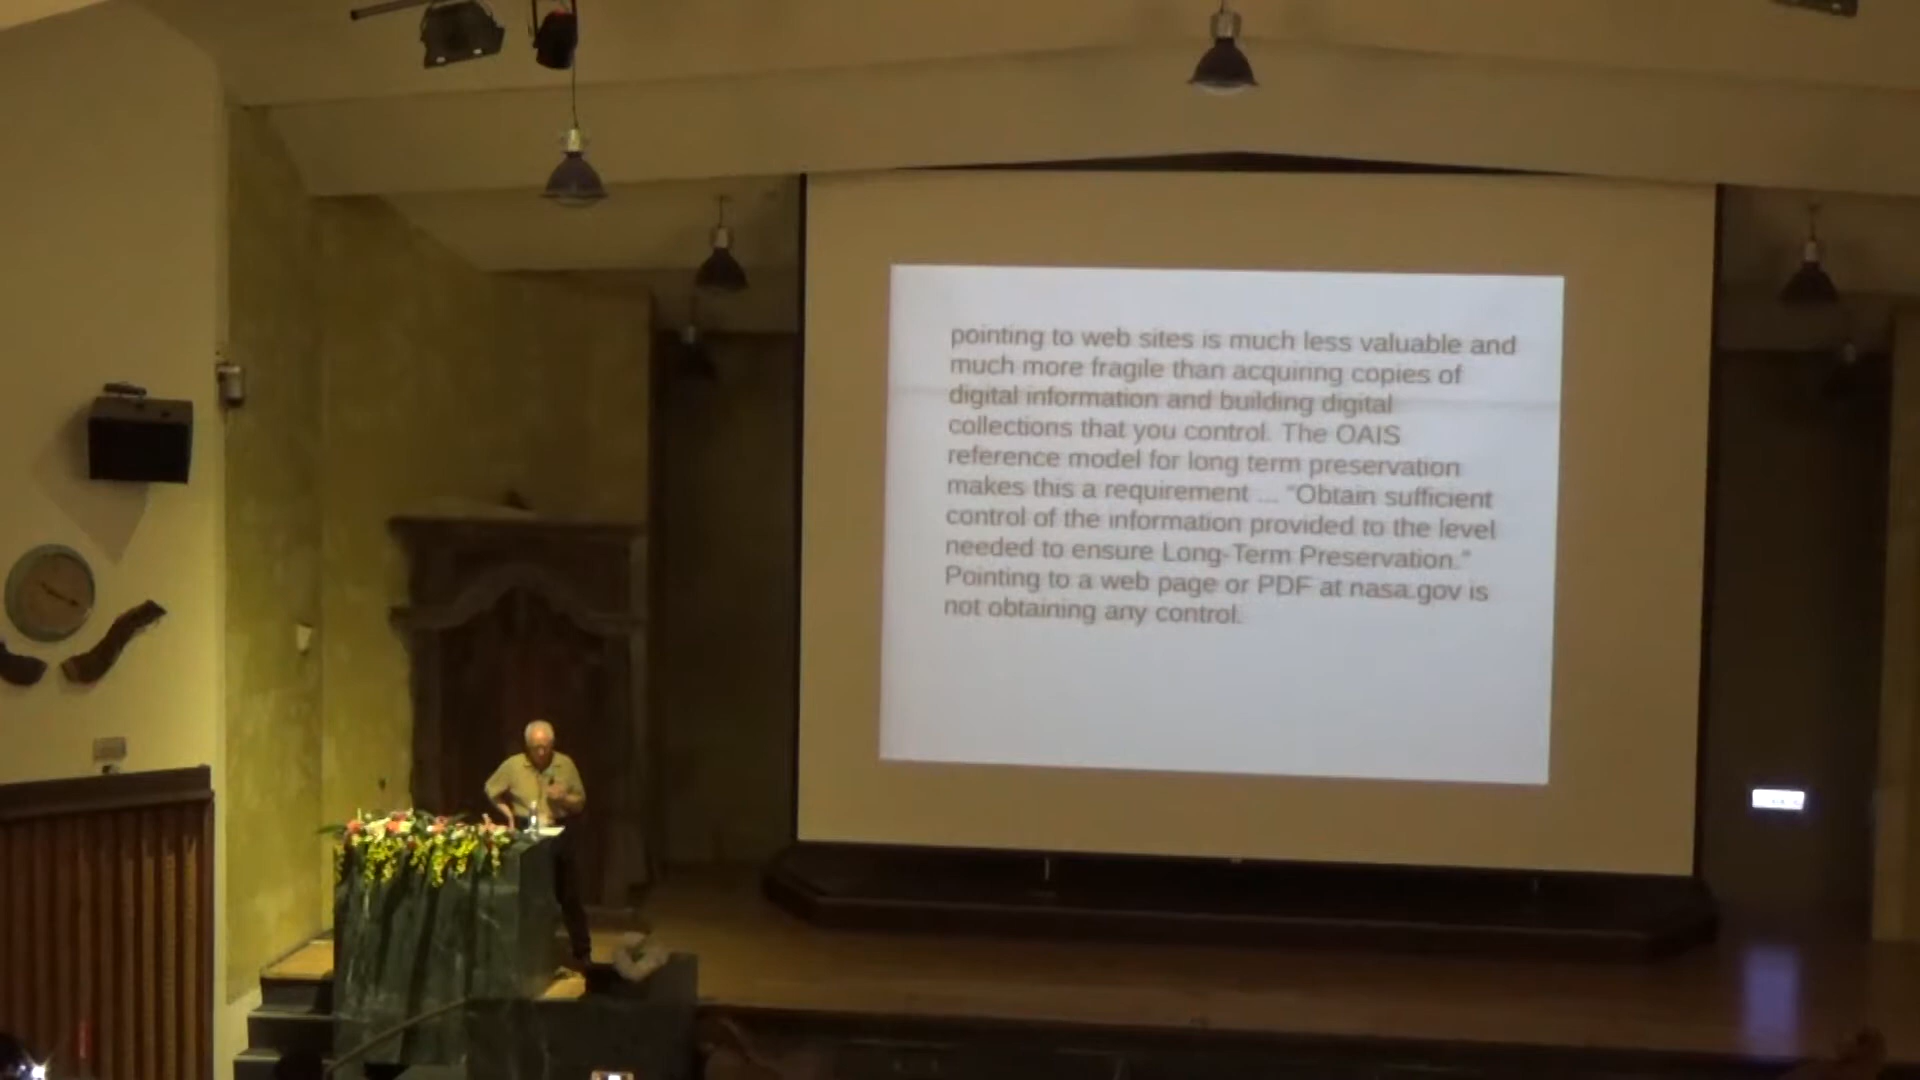 pointing to web sites is much less valuable and
much more fragile than acquiring copies of
digital information and building digital
collections that you control. The OAIS
reference model for long term preservation
makes this a requirement ... “Obtain sufficient
control of the information provided to the level
needed to ensure Long-Term Preservation.”
Pointing to a web page or PDF at nasa.gov is
not obtaining any control.